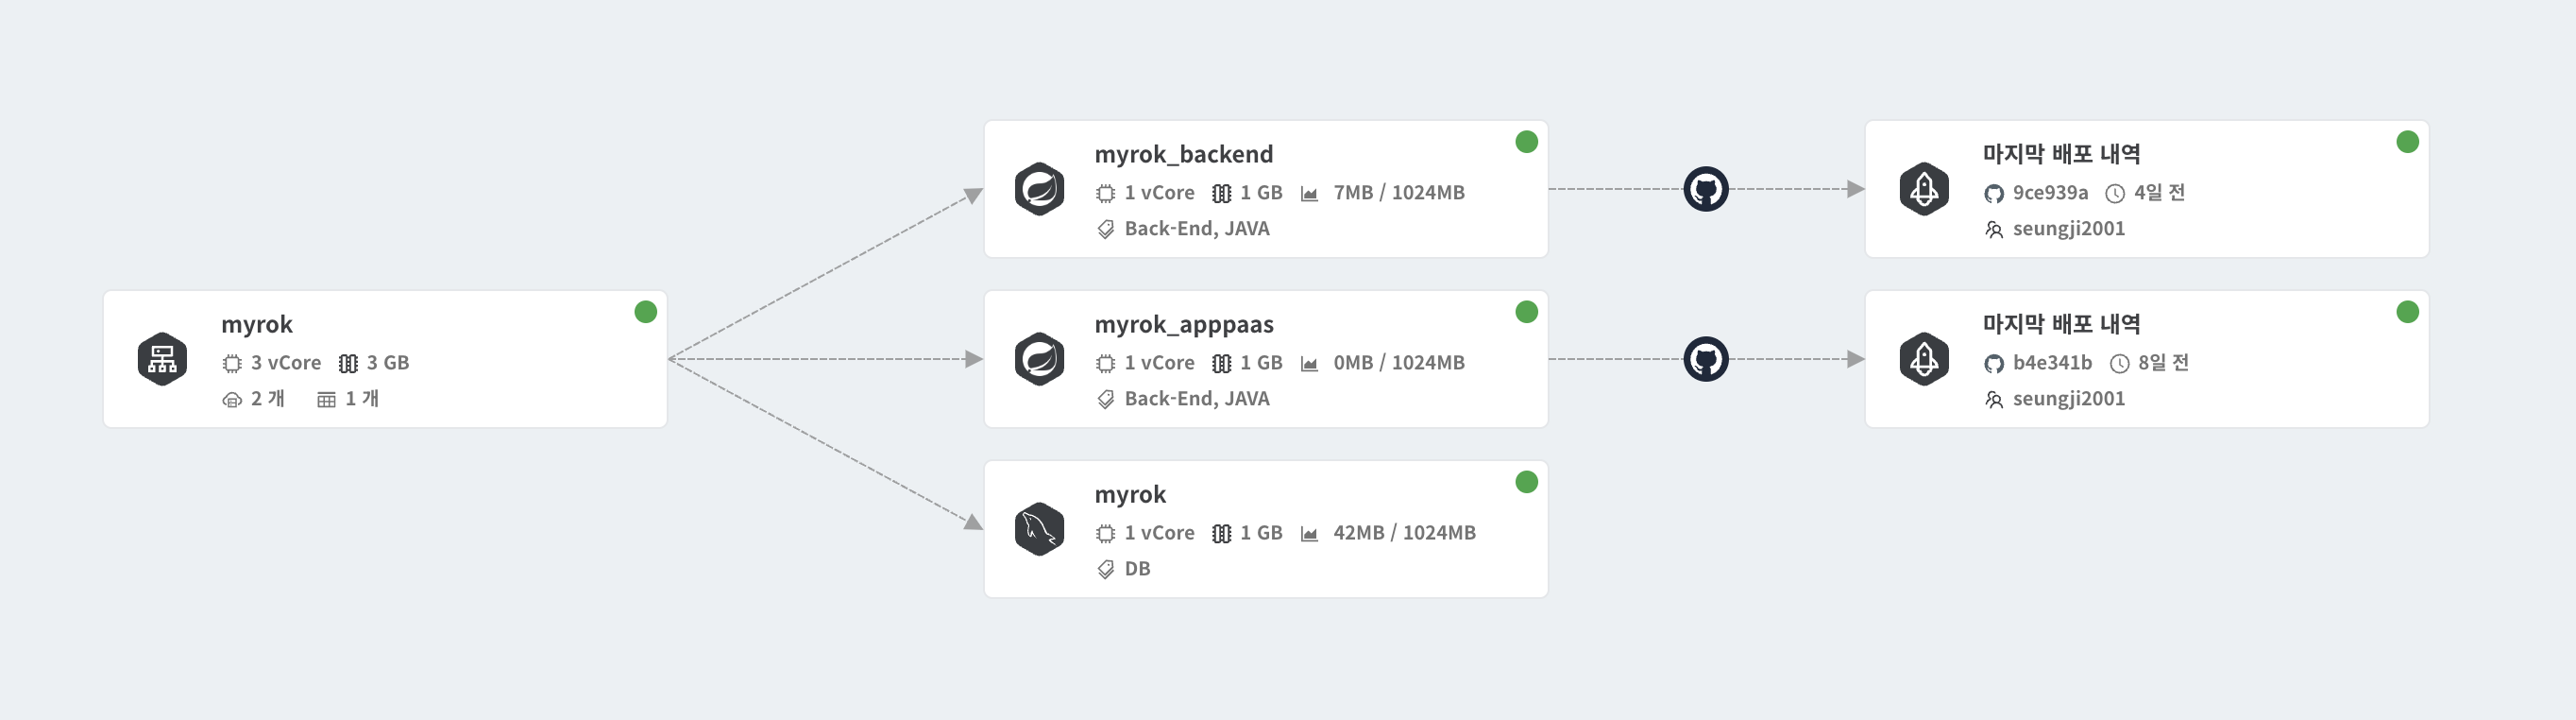 myrok
3 vCore 3 GB
2 개 1 개
myrok_backend
1 vCore 1 GB 7MB / 1024MB
Back-End, JAVA
마지막 배포 내역
9ce939a 4일 전
seungji2001
myrok_apppaas
1 vCore 1 GB 0MB / 1024MB
Back-End, JAVA
마지막 배포 내역
b4e341b 8일 전
seungji2001
myrok
1 vCore 1 GB 42MB / 1024MB
DB